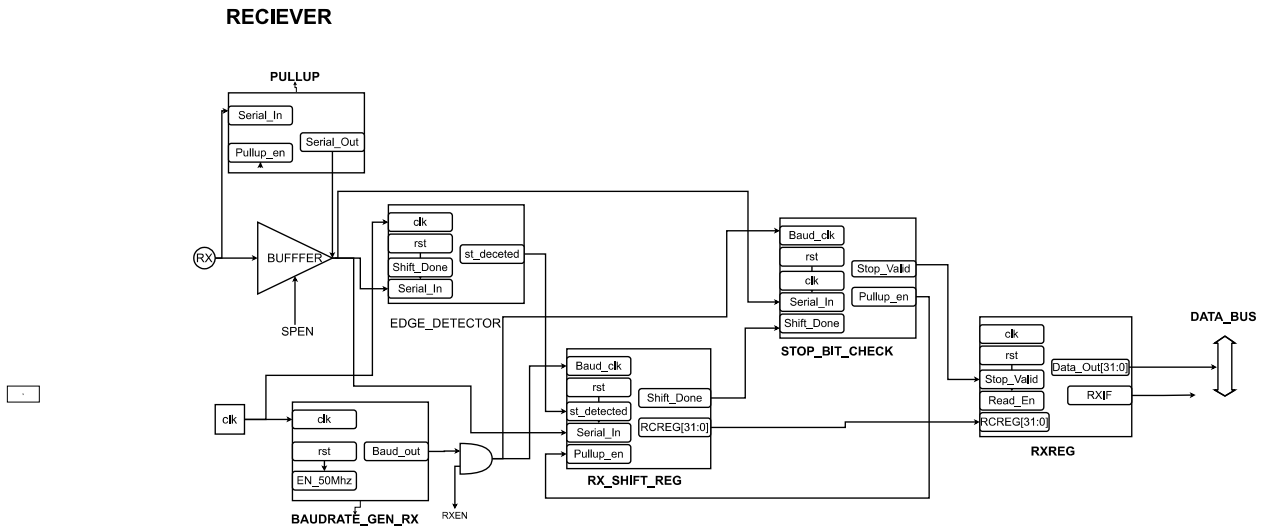 RECIEVER
PULLUP
Serial_In
Serial_Out
Pullup_en
RX
BUFFFER
SPEN
clk
rst
Shift_Done
Serial_In
st_deceted
EDGE_DETECTOR
clk
clk
rst
EN_50Mhz
Baud_out
BAUDRATE_GEN_RX
RXEN
Baud_clk
rst
st_detected
Serial_In
Pullup_en
Shift_Done
RCREG[31:0]
RX_SHIFT_REG
Baud_clk
rst
clk
Serial_In
Shift_Done
Stop_Valid
Pullup_en
STOP_BIT_CHECK
clk
rst
Stop_Valid
Read_En
RCREG[31:0]
Data_Out[31:0]
RXIF
RXREG
DATA_BUS